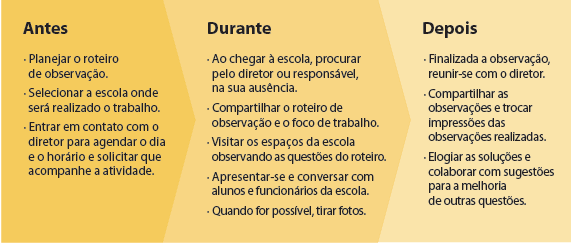 Antes
· Planejar o roteiro
de observação.
· Selecionar a escola onde
será realizado o trabalho.
· Entrar em contato com o
diretor para agendar o dia
e o horário e solicitar que
acompanhe a atividade.
Durante
· Ao chegar à escola, procurar
pelo diretor ou responsável,
na sua ausência.
· Compartilhar o roteiro de
observação e o foco de trabalho.
· Visitar os espaços da escola
observando as questões do roteiro.
· Apresentar-se e conversar com
alunos e funcionários da escola.
· Quando for possível, tirar fotos.
Depois
· Finalizada a observação,
reunir-se com o diretor.
· Compartilhar as
observações e trocar
impressões das
observações realizadas.
· Elogiar as soluções e
colaborar com sugestões
para a melhoria
de outras questões.